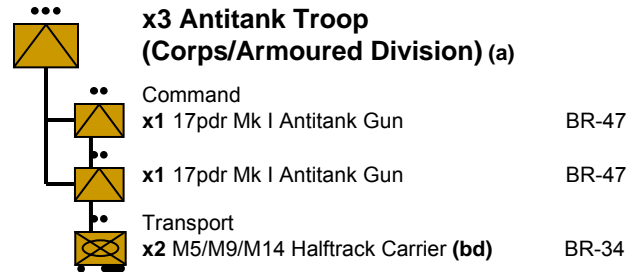 x3 Antitank Troop
(Corps/Armoured Division) (a)
Command
x1 17pdr Mk I Antitank Gun BR-47
x1 17pdr Mk I Antitank Gun BR-47
Transport
x2 M5/M9/M14 Halftrack Carrier (bd) BR-34